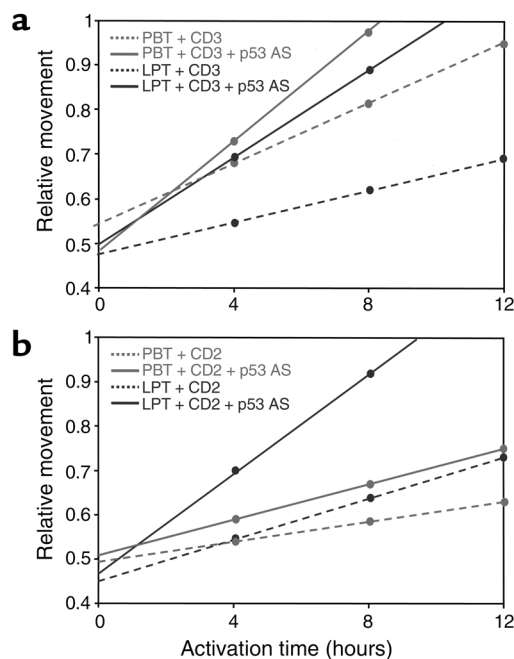 a
PBT + CD3
PBT + CD3 + p53 AS
LPT + CD3
LPT + CD3 + p53 AS
Relative movement
1
0.9
0.8
0.7
0.6
0.5
0.4
0 4 8 12
b
PBT + CD2
PBT + CD2 + p53 AS
LPT + CD2
LPT + CD2 + p53 AS
Relative movement
1
0.9
0.8
0.7
0.6
0.5
0.4
0 4 8 12
Activation time (hours)